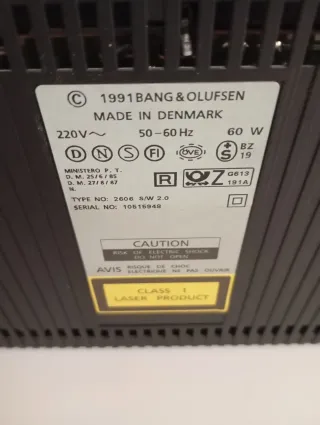 © 1991 BANG & OLUFSEN
MADE IN DENMARK
220V~ 50-60Hz 60 W
D N S FI ÖVE S BZ 19
MINISTERO P. T.
D. M. 25/6/85
D. M. 27/8/87
N.
R Z G613 191A
TYPE NO: 2606 S/W 2.0
SERIAL NO: 10515949
CAUTION
RISK OF ELECTRIC SHOCK
DO NOT OPEN
AVIS RISQUE DE CHOC
ELECTRIQUE NE PAS OUVRIR
CLASS 1
LASER PRODUCT